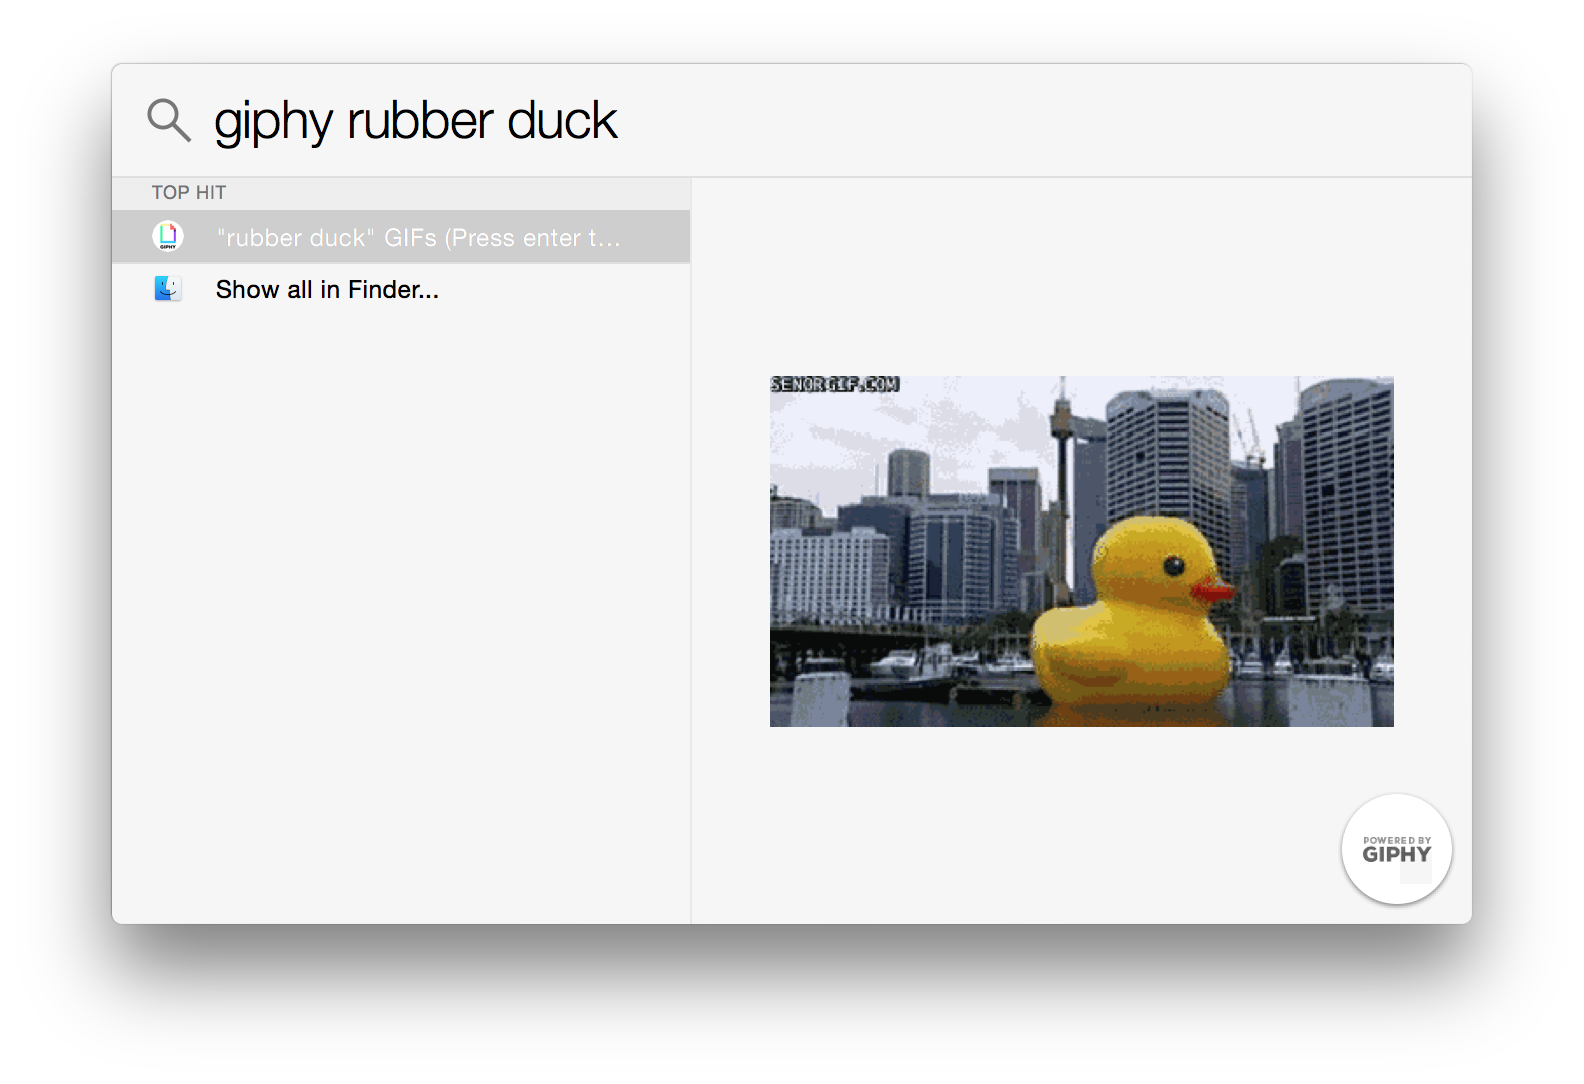 giphy rubber duck
TOP HIT
GIPHY
"rubber duck" GIFs (Press enter t...
Show all in Finder...
SENORGIF.COM
POWERED BY
GIPHY